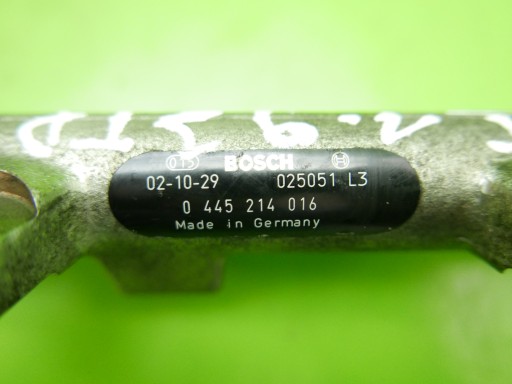 BOSCH
02-10-29 025051 L3
0 445 214 016
Made in Germany